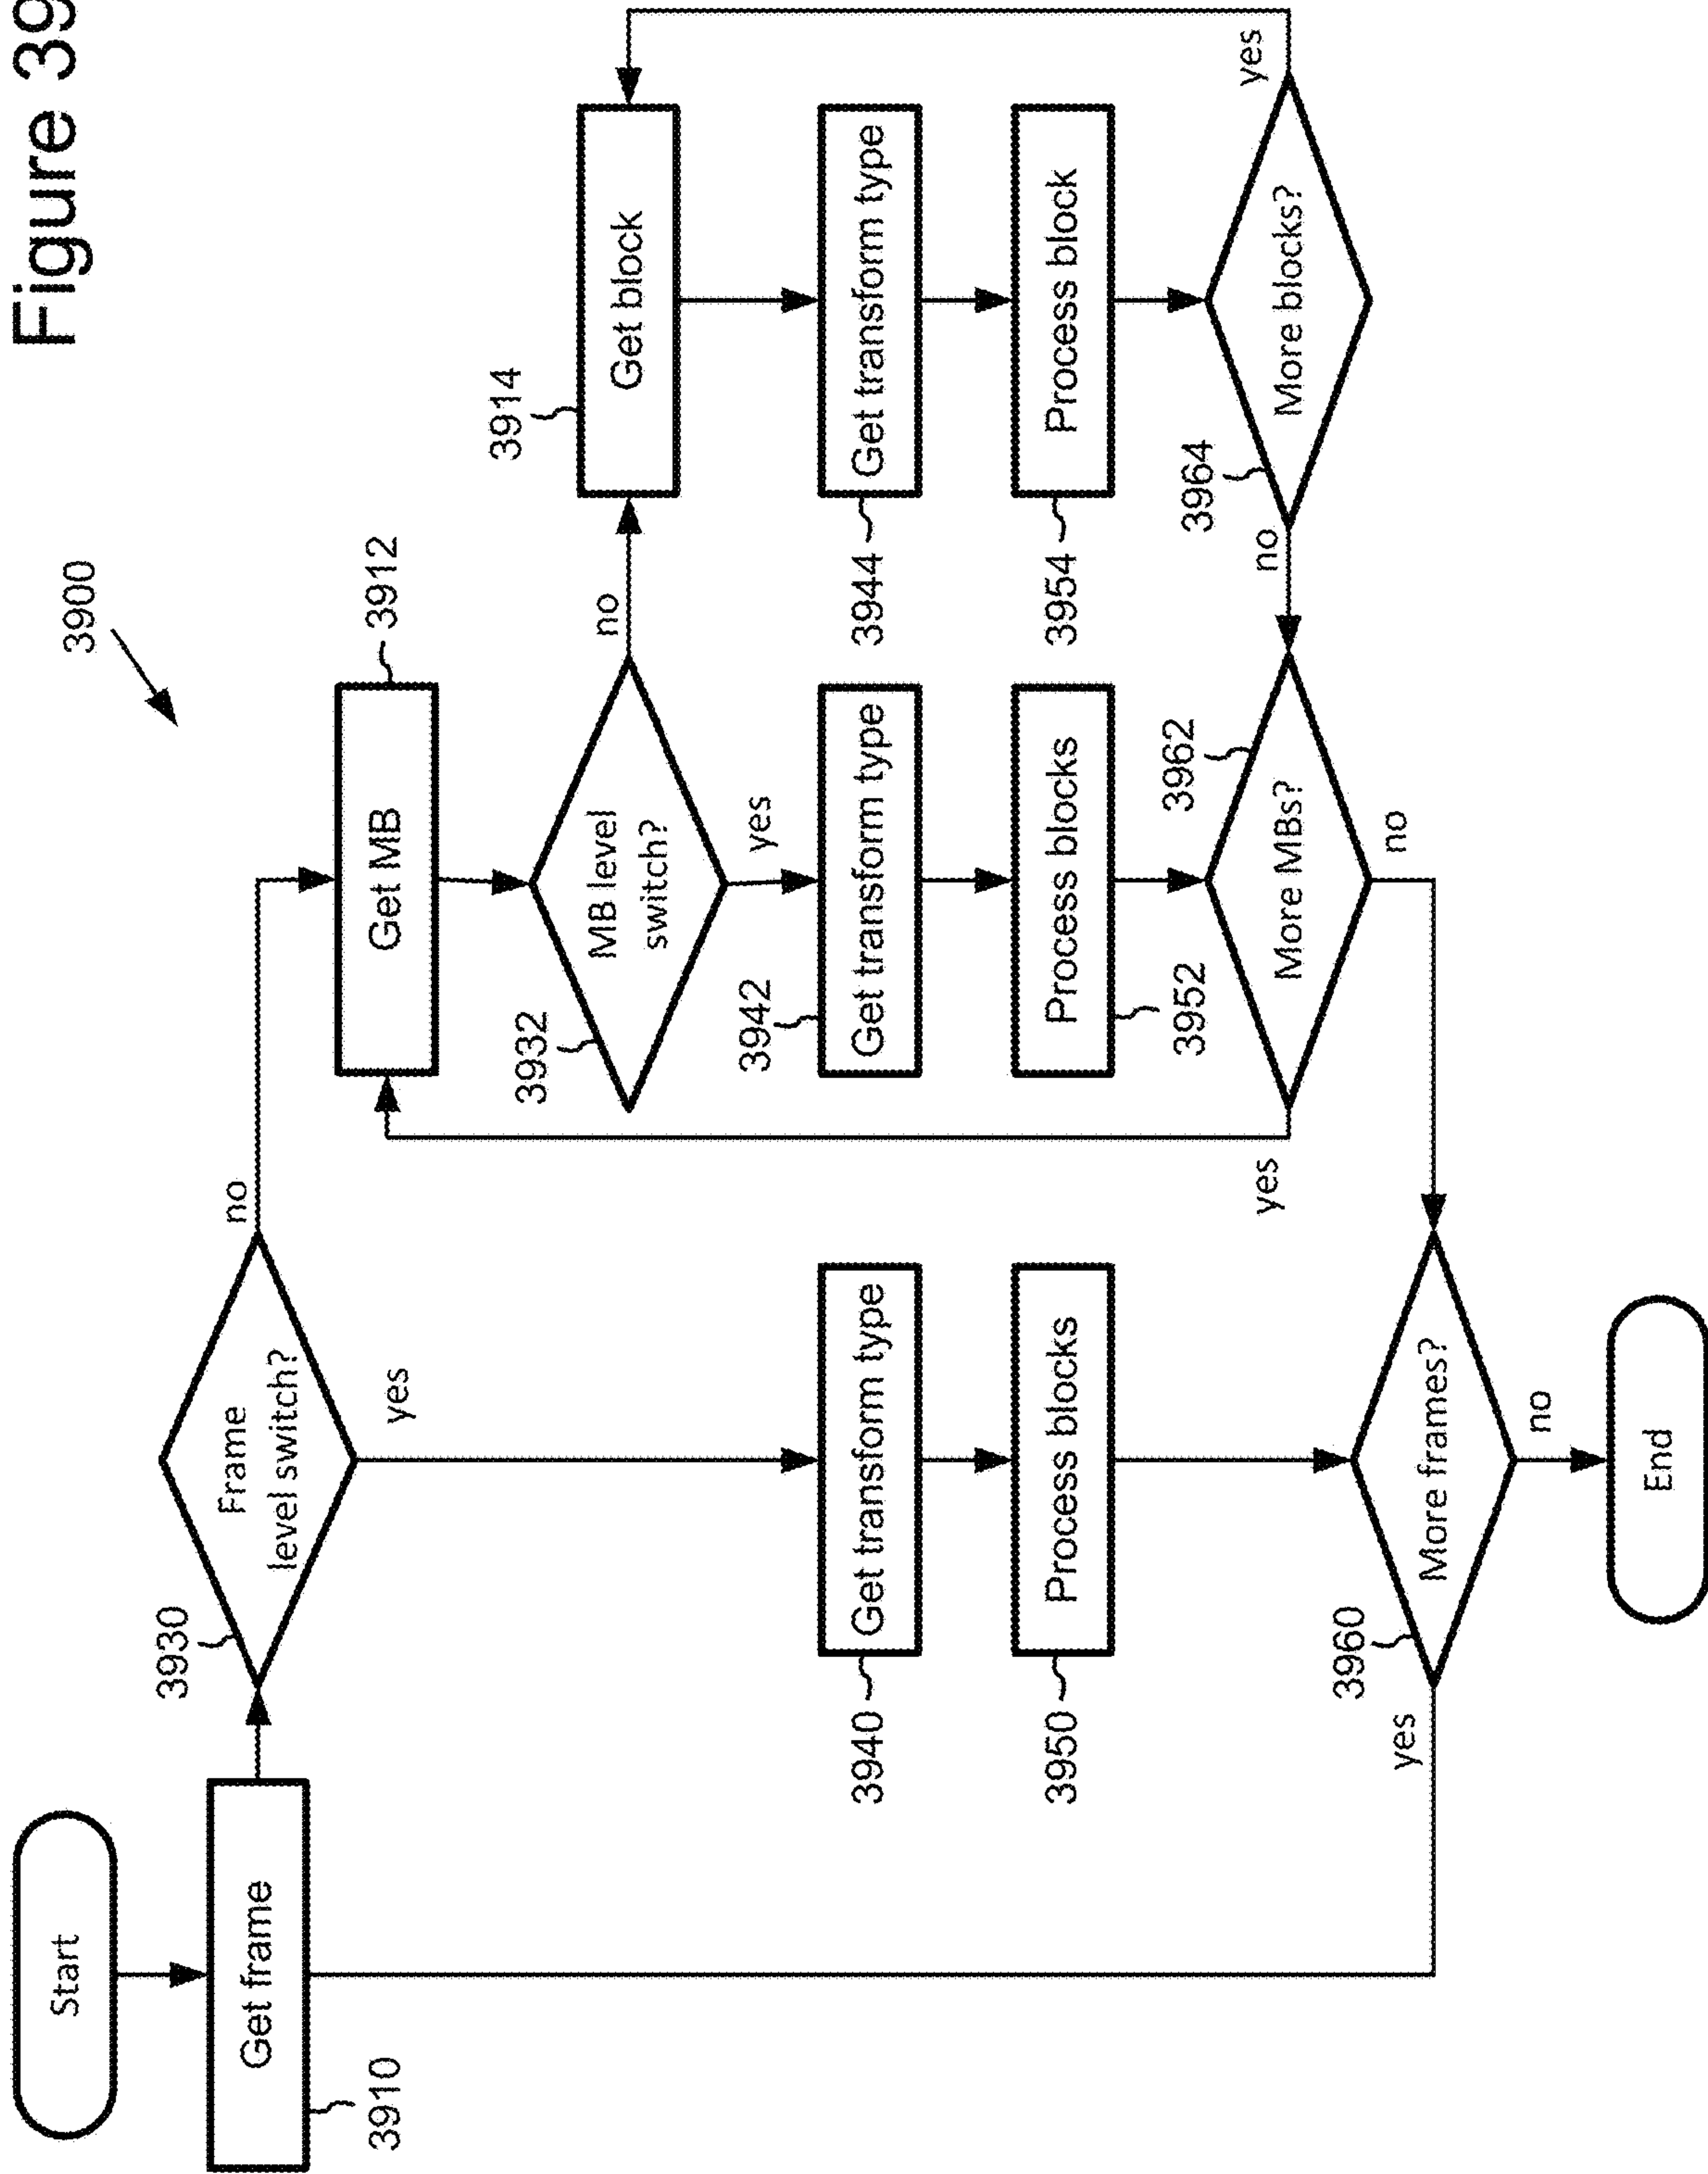 Figure 39
3900
Start
Get frame
3910
3930
Frame
level switch?
no
yes
Get MB
3912
3932
MB level
switch?
no
yes
3914
Get block
3940
Get transform type
3942
Get transform type
3944
Get transform type
3950
Process blocks
3952
Process blocks
3954
Process block
3960
More frames?
yes
no
3962
More MBs?
yes
no
3964
More blocks?
no
yes
End